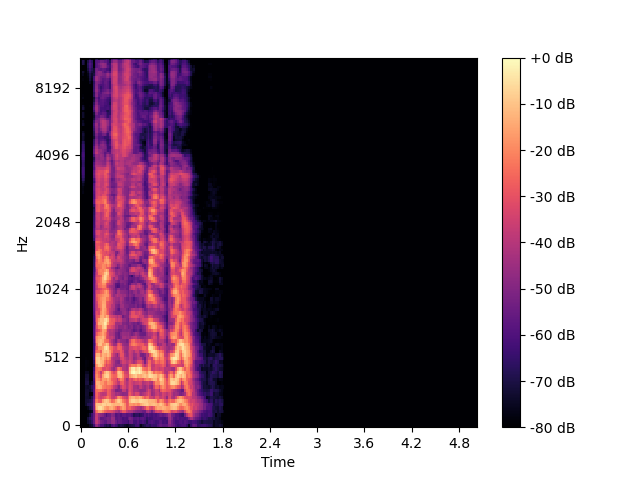 8192
4096
2048
1024
512
0
Hz
0 0.6 1.2 1.8 2.4 3 3.6 4.2 4.8
Time
+0 dB
-10 dB
-20 dB
-30 dB
-40 dB
-50 dB
-60 dB
-70 dB
-80 dB